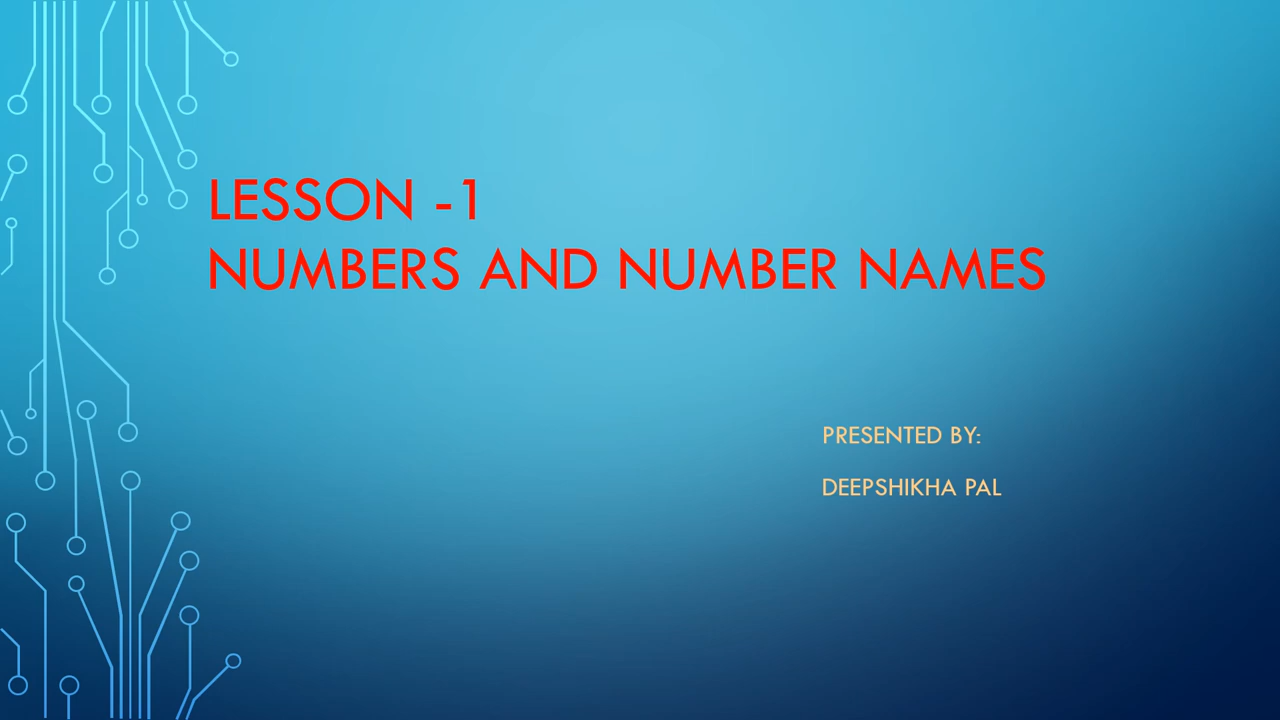 LESSON -1
NUMBERS AND NUMBER NAMES
PRESENTED BY:
DEEPSHIKHA PAL